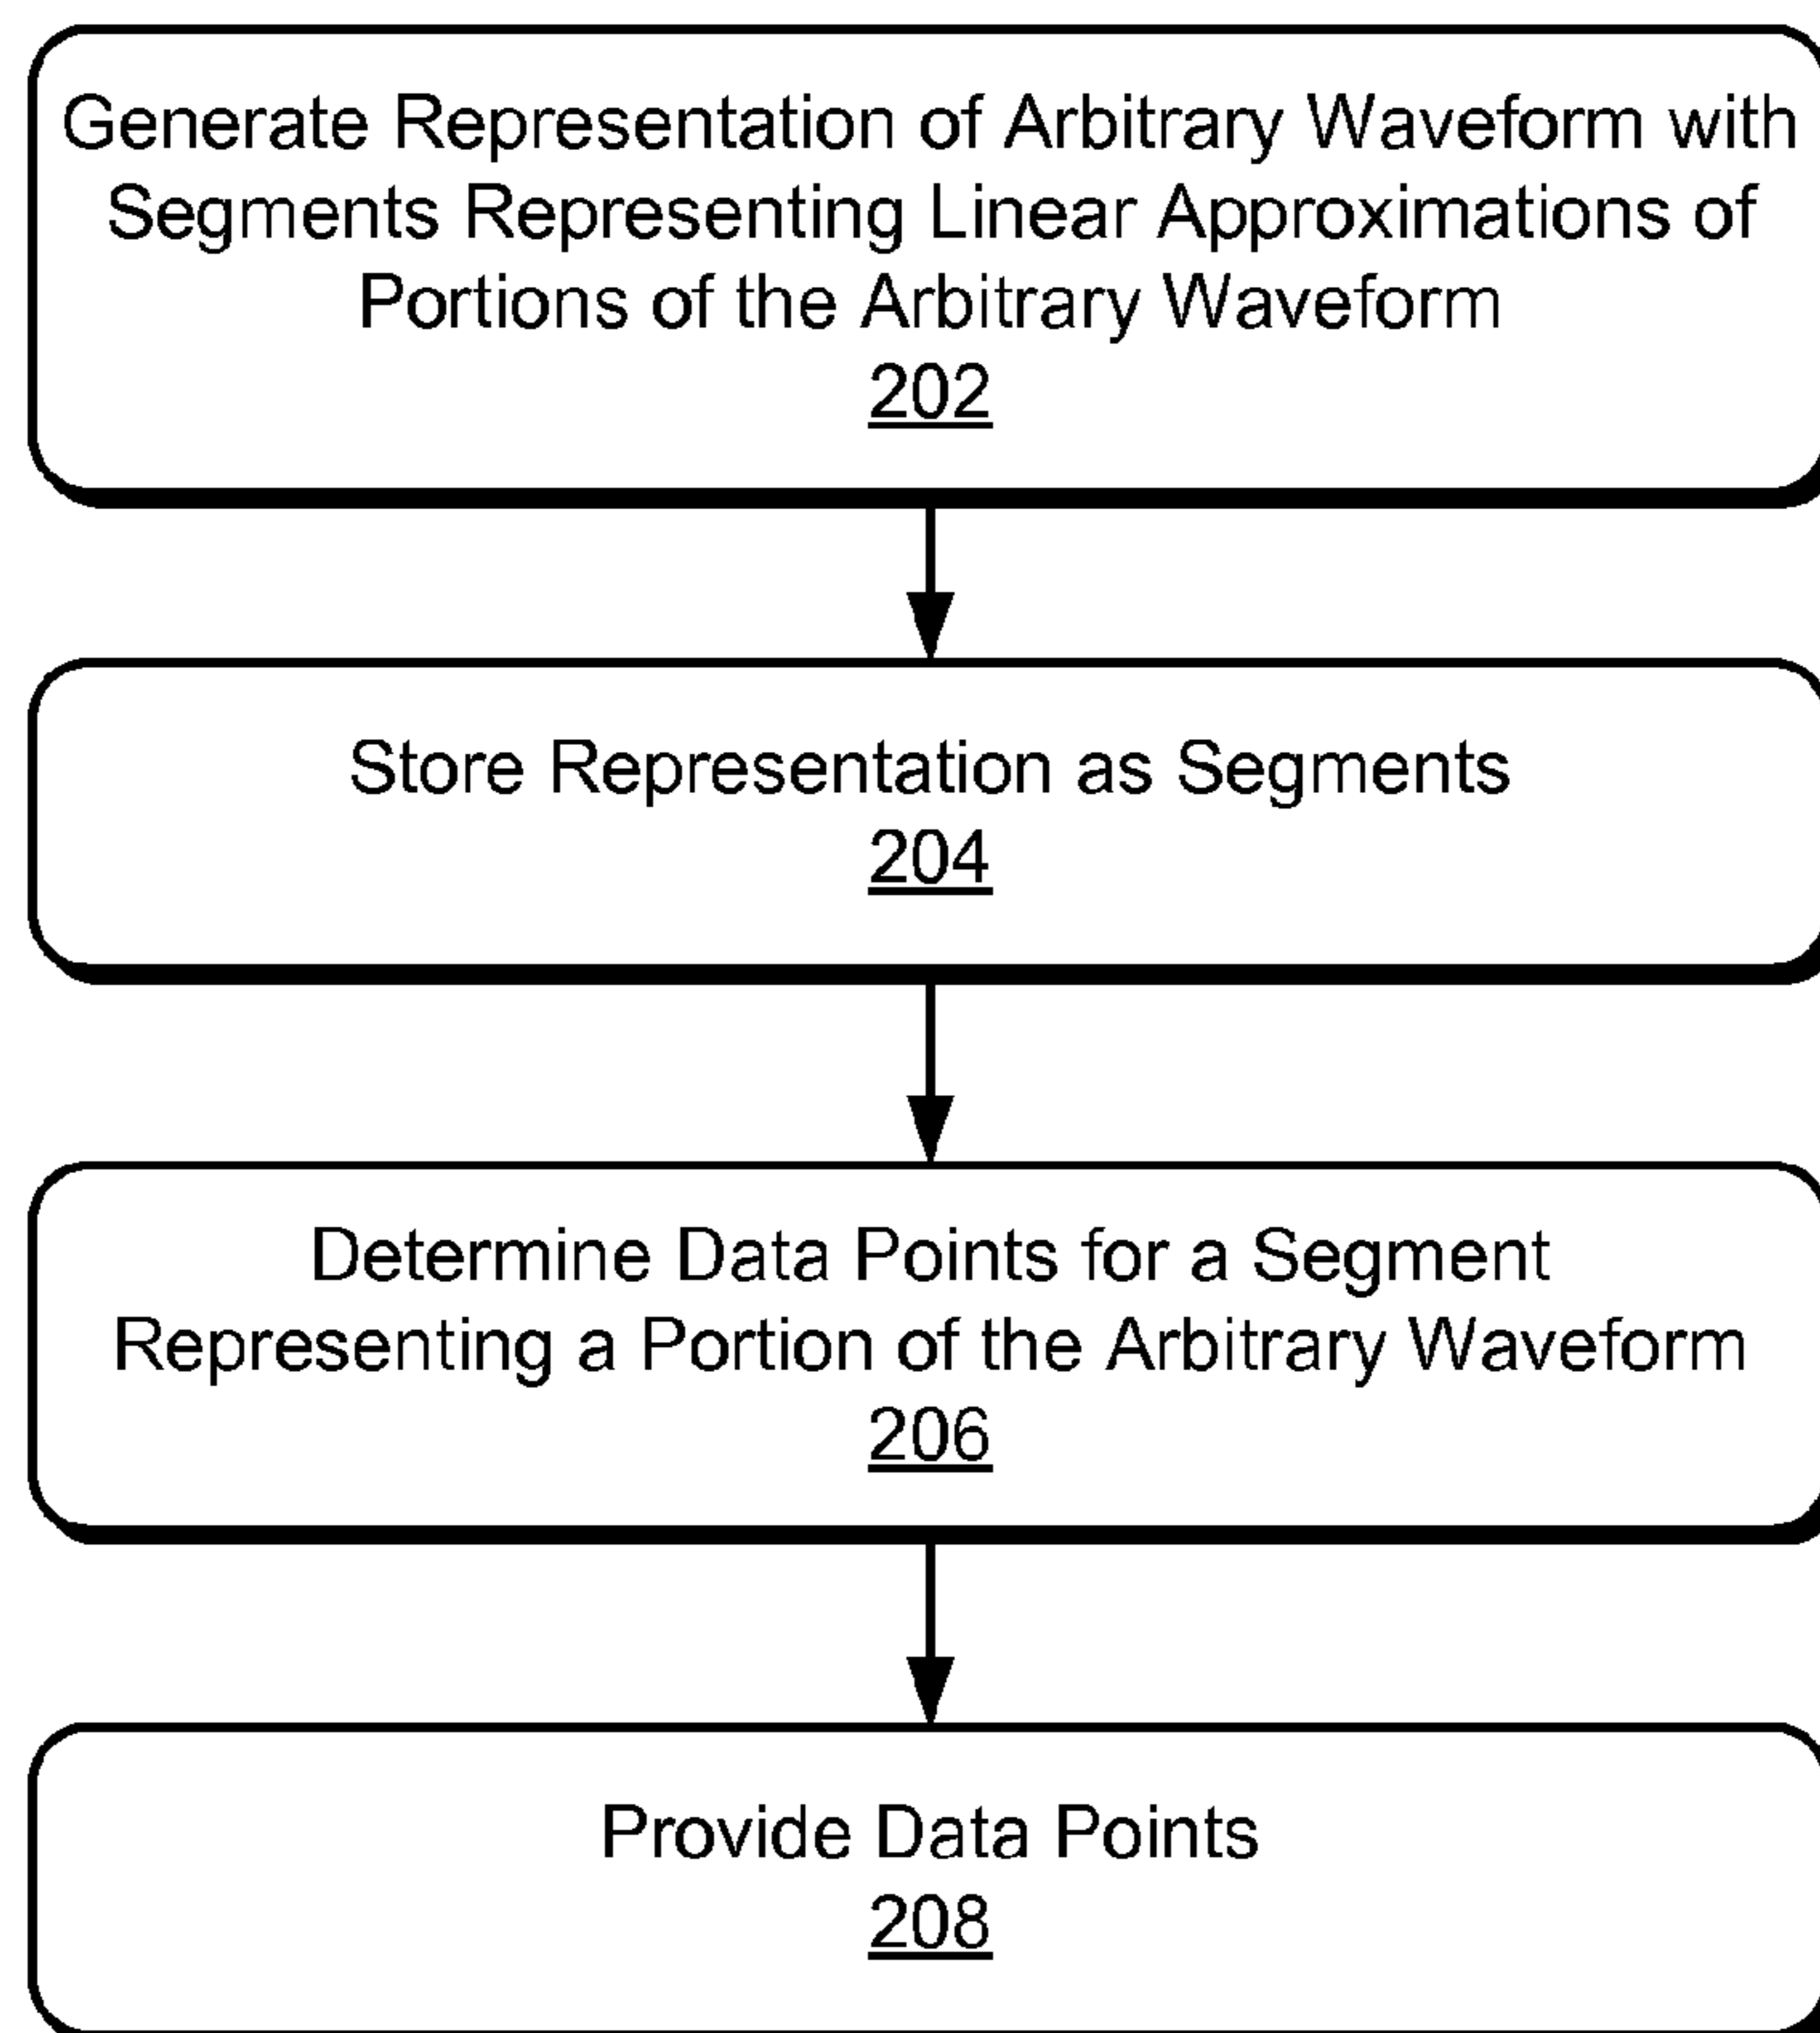 Generate Representation of Arbitrary Waveform with
Segments Representing Linear Approximations of
Portions of the Arbitrary Waveform
202
Store Representation as Segments
204
Determine Data Points for a Segment
Representing a Portion of the Arbitrary Waveform
206
Provide Data Points
208